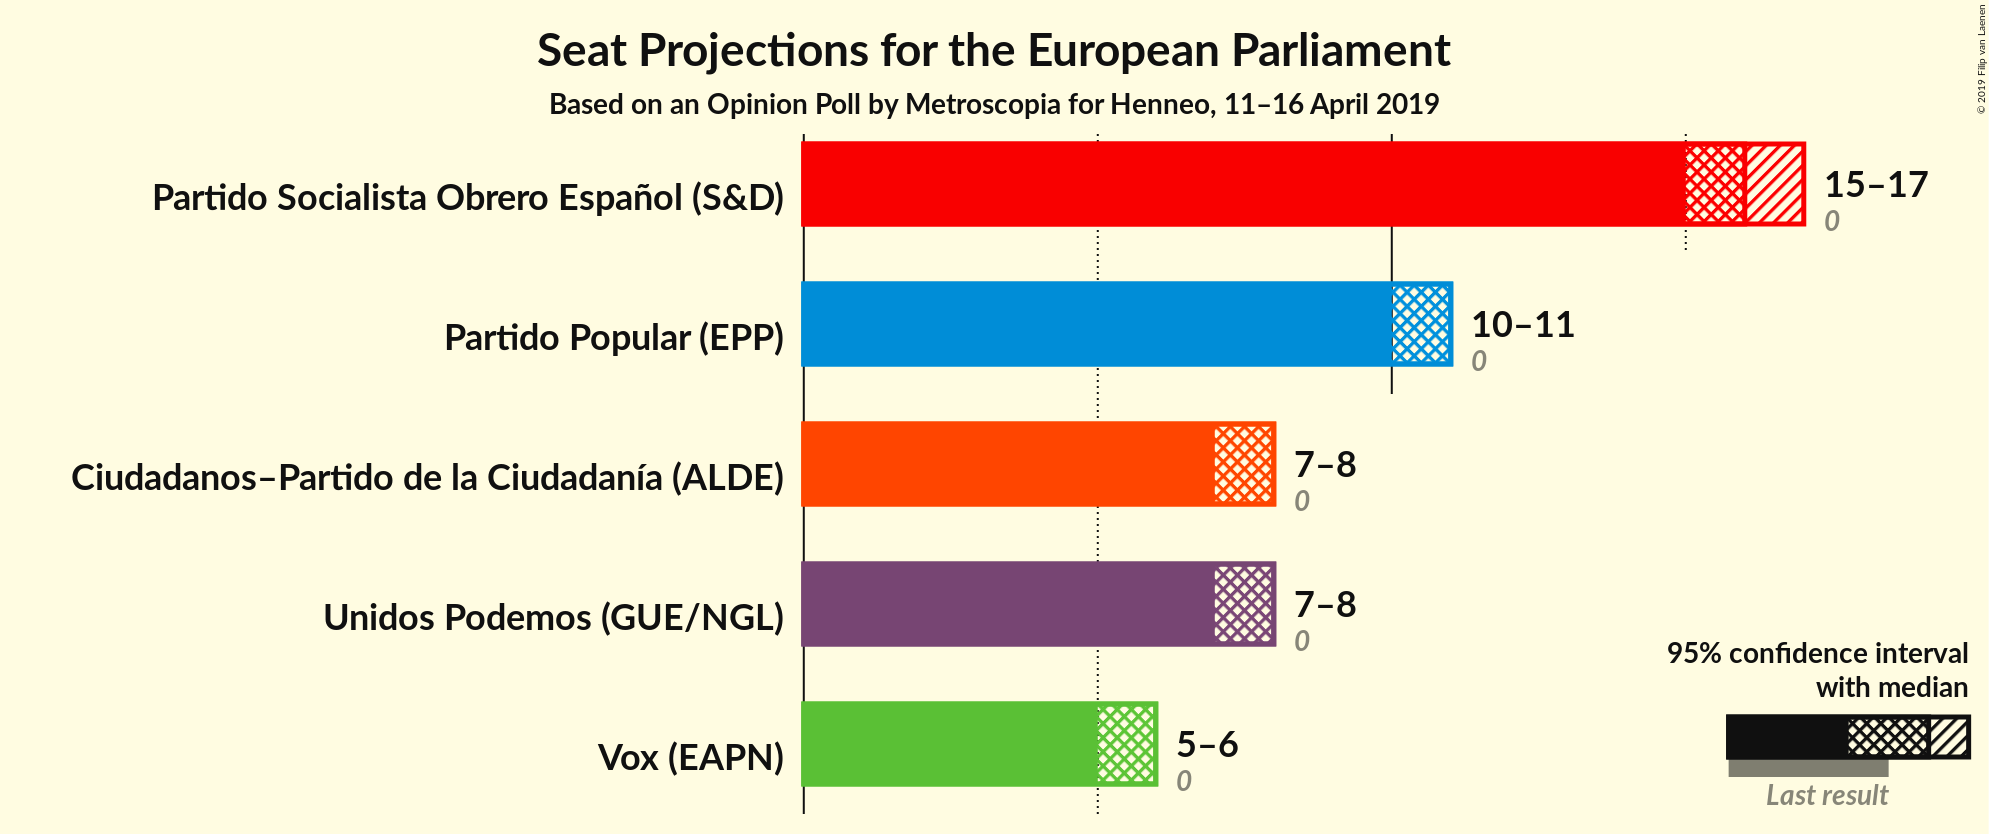 Seat Projections for the European Parliament
Based on an Opinion Poll by Metroscopia for Henneo, 11–16 April 2019
© 2019 Filip van Laenen
Partido Socialista Obrero Español (S&D)
15–17
0
Partido Popular (EPP)
10–11
0
Ciudadanos–Partido de la Ciudadanía (ALDE)
7–8
0
Unidos Podemos (GUE/NGL)
7–8
0
Vox (EAPN)
5–6
0
95% confidence interval
with median
Last result